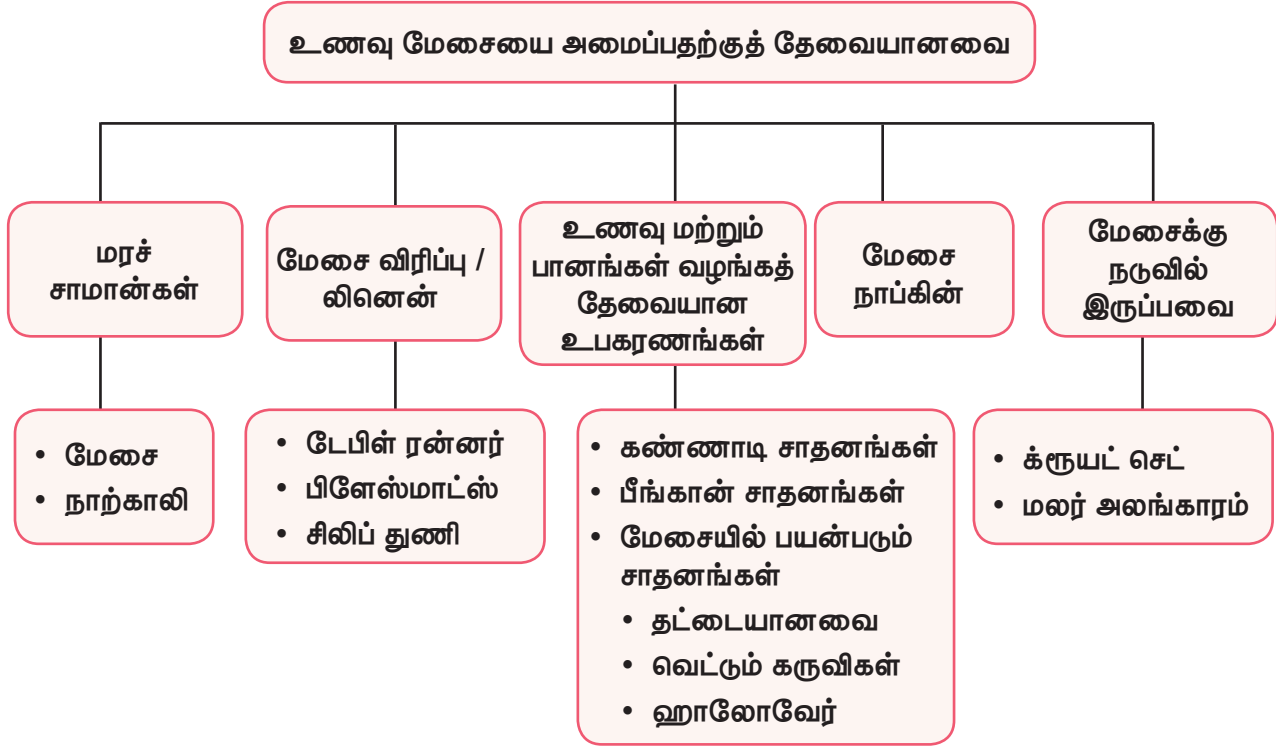 உணவு மேசையை அமைப்பதற்குத் தேவையானவை
மரச்
சாமான்கள்
மேசை விரிப்பு /
லினென்
உணவு மற்றும்
பானங்கள் வழங்கத்
தேவையான
உபகரணங்கள்
மேசை
நாப்கின்
மேசைக்கு
நடுவில்
இருப்பவை
• மேசை
• நாற்காலி
• டேபிள் ரன்னர்
• பிளேஸ்மாட்ஸ்
• சிலிப் துணி
• கண்ணாடி சாதனங்கள்
• பீங்கான் சாதனங்கள்
• மேசையில் பயன்படும்
சாதனங்கள்
• தட்டையானவை
• வெட்டும் கருவிகள்
• ஹாலோவேர்
• க்ரூயட் செட்
• மலர் அலங்காரம்